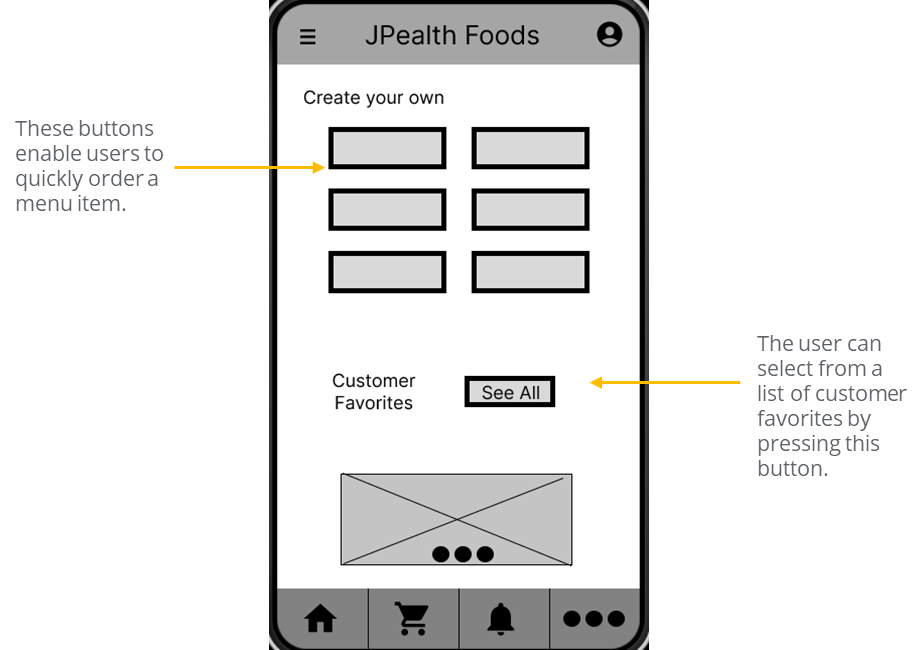 JPealth Foods
Create your own
These buttons
enable users to
quickly order a
menu item.
Customer
Favorites
See All
The user can
select from a
list of customer
favorites by
pressing this
button.